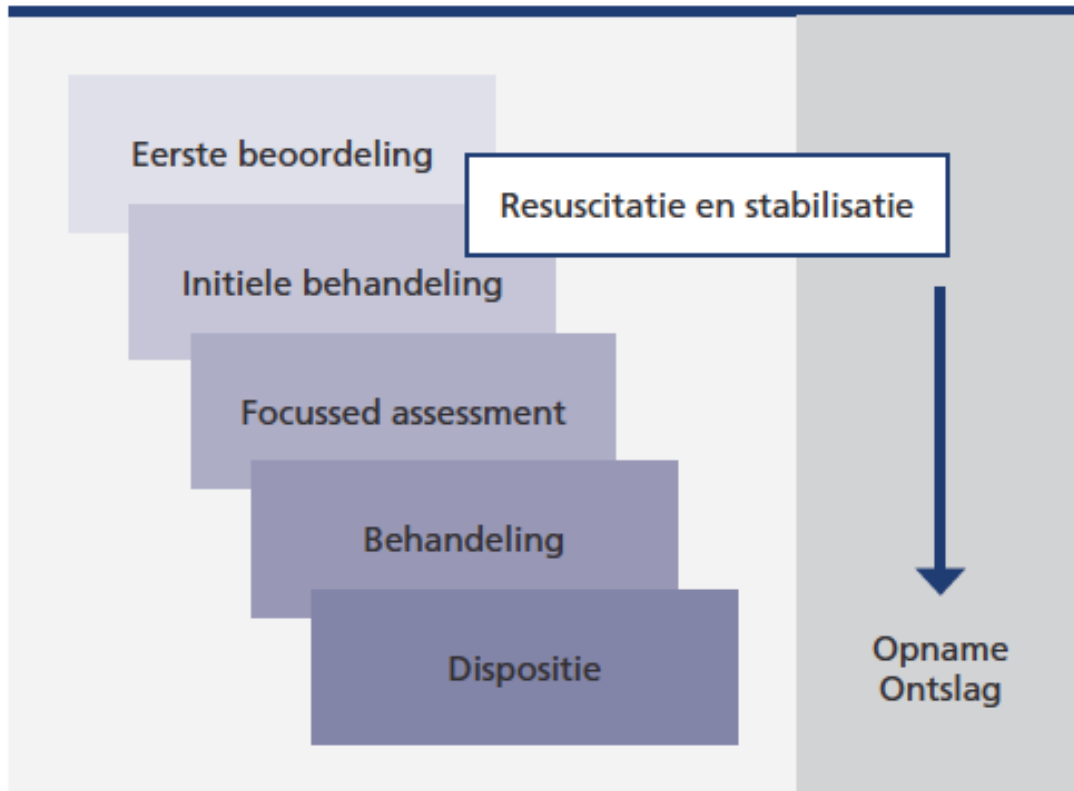 Eerste beoordeling
Resuscitatie en stabilisatie
Initiele behandeling
Focussed assessment
Behandeling
Dispositie
Opname
Ontslag